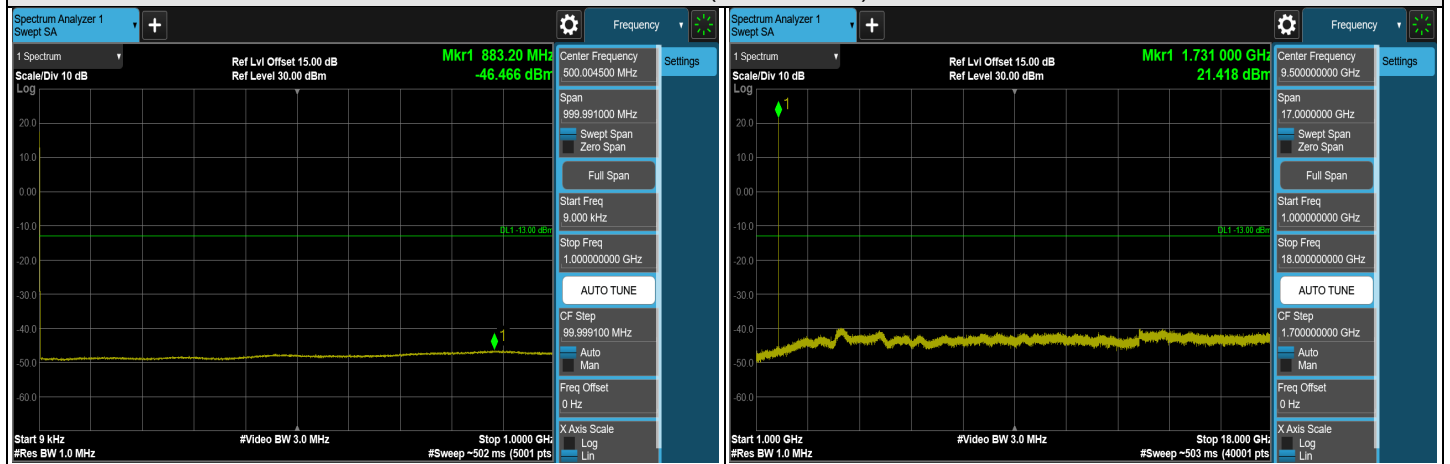 Spectrum Analyzer 1
Swept SA
+
Frequency
1 Spectrum
Scale/Div 10 dB
Log
Ref Lvl Offset 15.00 dB
Ref Level 30.00 dBm
Mkr1 883.20 MHz
-46.466 dBm
1
20.0
10.0
0.00
-10.0
-20.0
-30.0
-40.0
-50.0
-60.0
DL1 -13.00 dBm
Start 9 kHz
#Res BW 1.0 MHz
#Video BW 3.0 MHz
Stop 1.0000 GHz
#Sweep ~502 ms (5001 pts
Center Frequency
500.004500 MHz
Span
999.991000 MHz
Swept Span
Zero Span
Full Span
Start Freq
9.000 kHz
Stop Freq
1.000000000 GHz
AUTO TUNE
CF Step
99.999100 MHz
Auto
Man
Freq Offset
0 Hz
X Axis Scale
Log
Lin
Settings
Spectrum Analyzer 1
Swept SA
+
Frequency
1 Spectrum
Scale/Div 10 dB
Log
Ref Lvl Offset 15.00 dB
Ref Level 30.00 dBm
Mkr1 1.731 000 GHz
21.418 dBm
1
20.0
10.0
0.00
-10.0
-20.0
-30.0
-40.0
-50.0
-60.0
DL1 -13.00 dBm
Start 1.000 GHz
#Res BW 1.0 MHz
#Video BW 3.0 MHz
Stop 18.000 GHz
#Sweep ~503 ms (40001 pts
Center Frequency
9.500000000 GHz
Span
17.0000000 GHz
Swept Span
Zero Span
Full Span
Start Freq
1.000000000 GHz
Stop Freq
18.000000000 GHz
AUTO TUNE
CF Step
1.700000000 GHz
Auto
Man
Freq Offset
0 Hz
X Axis Scale
Log
Lin
Settings